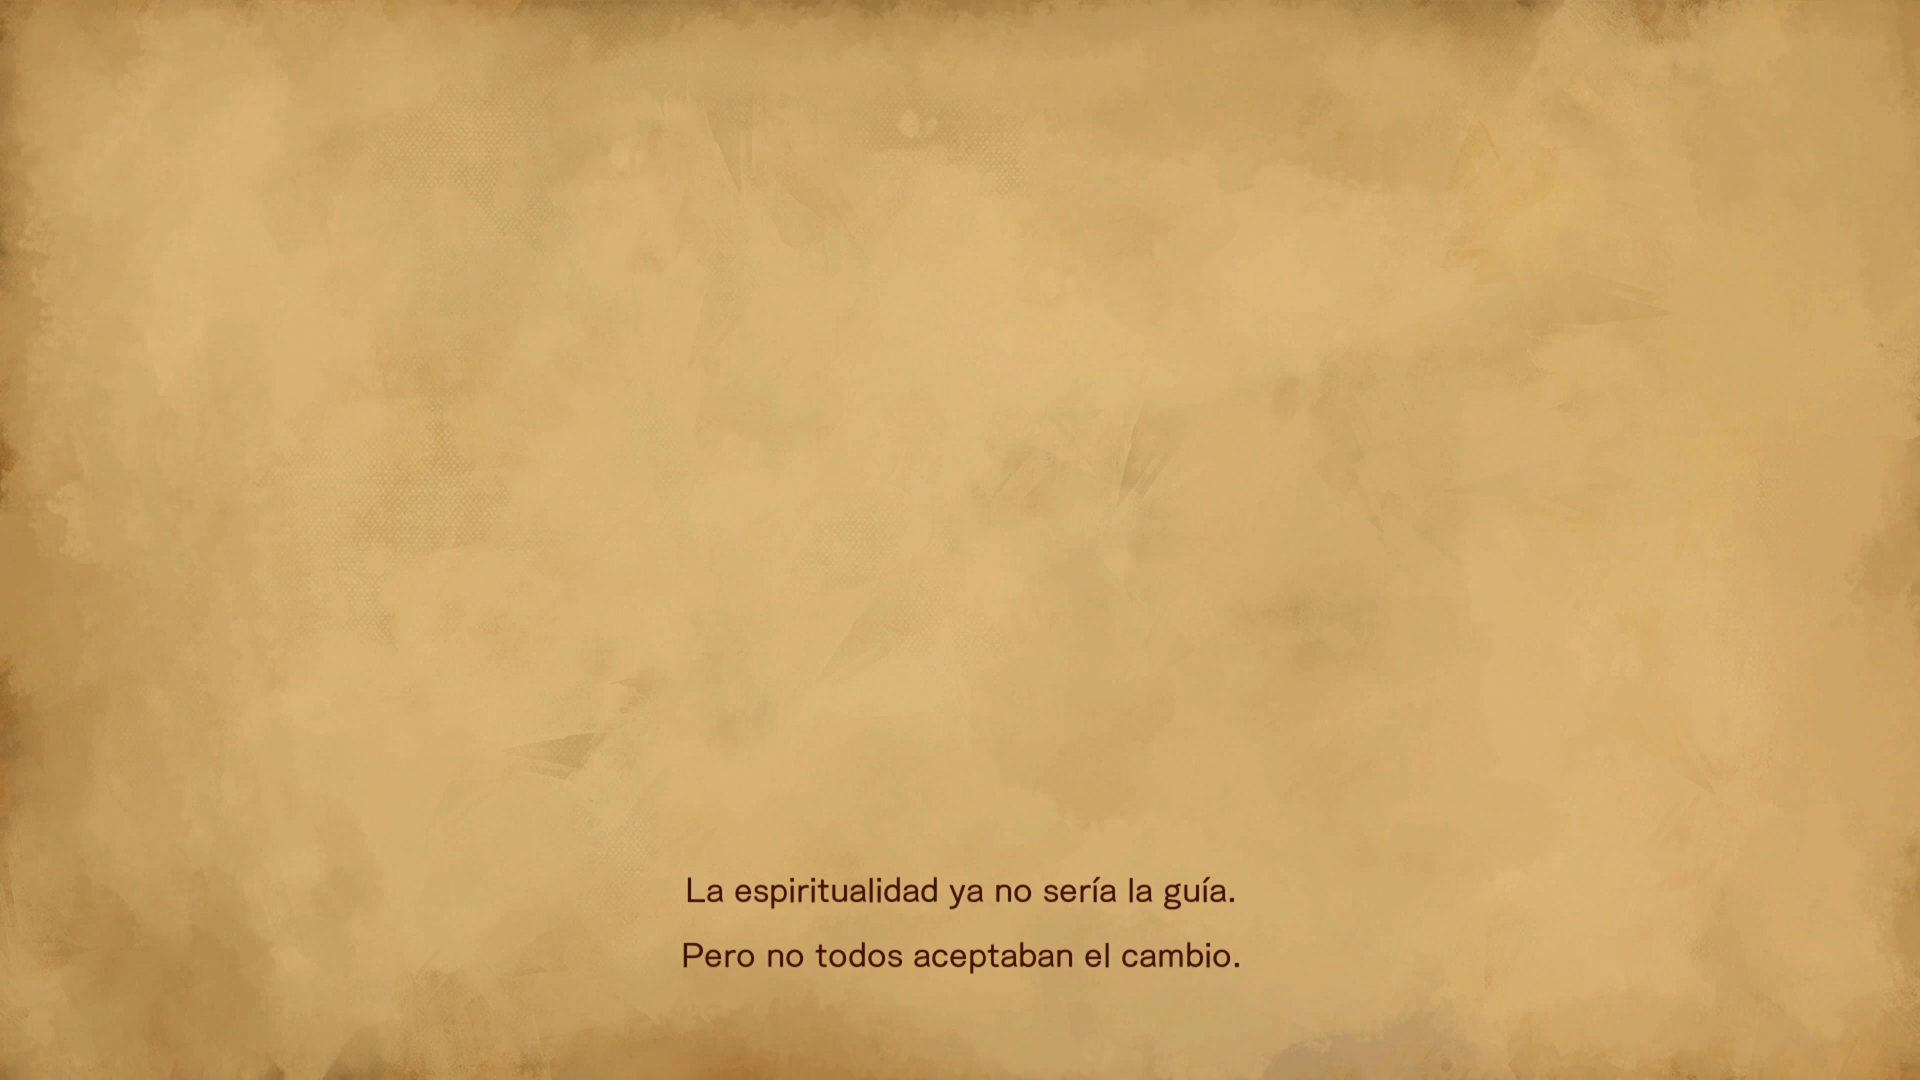 La espiritualidad ya no sería la guía.
Pero no todos aceptaban el cambio.